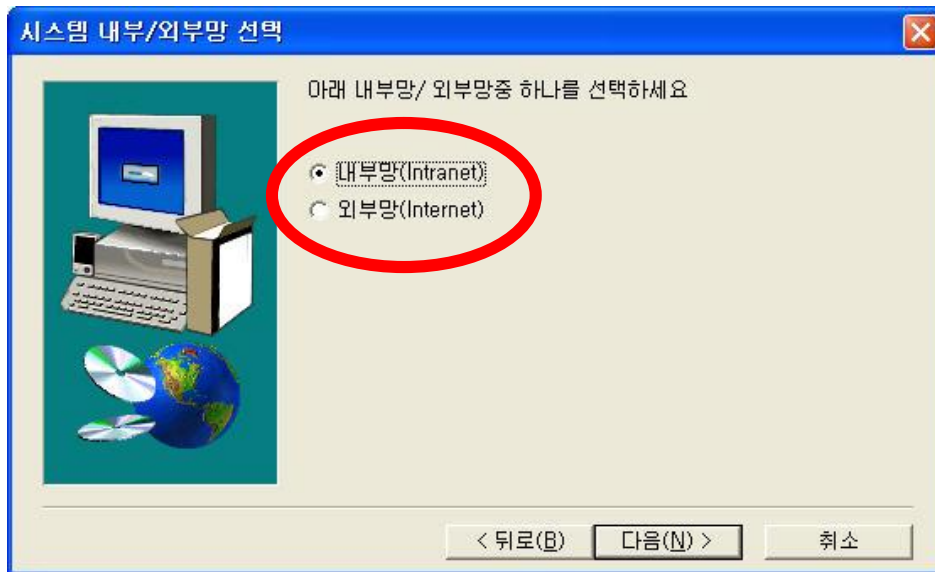 시스템 내부/외부망 선택
아래 내부망/ 외부망중 하나를 선택하세요
내부망(Intranet)
외부망(Internet)
< 뒤로(B) 다음(N) > 취소